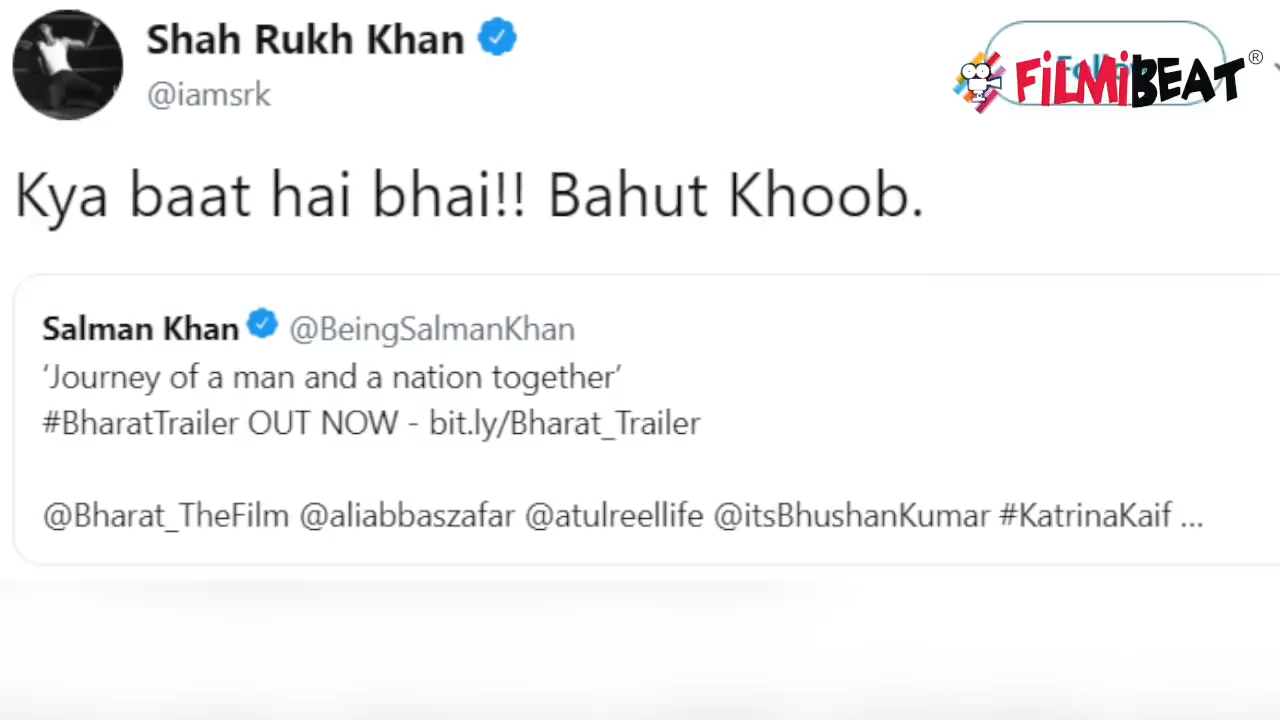 Shah Rukh Khan
@iamsrk
FiLMiBEAT®
Kya baat hai bhai!! Bahut Khoob.
Salman Khan @BeingSalmanKhan
‘Journey of a man and a nation together’
#BharatTrailer OUT NOW - bit.ly/Bharat_Trailer
@Bharat_TheFilm @aliabbaszafar @atulreellife @itsBhushanKumar #KatrinaKaif ...